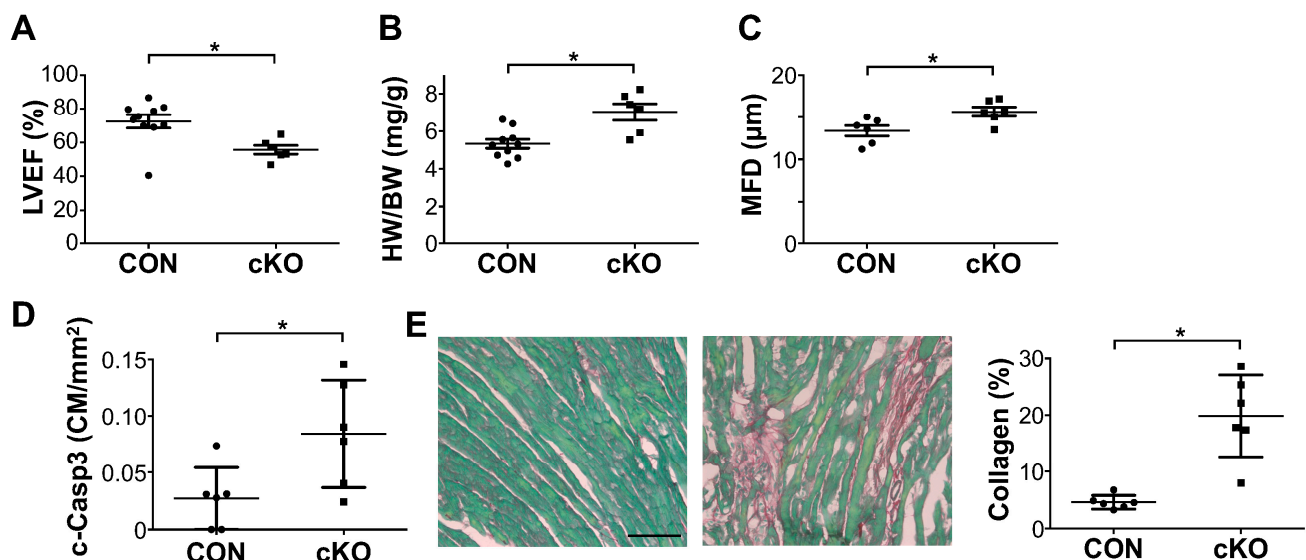 A
LVEF (%)
100
80
60
40
20
0
*
CON
cKO
B
HW/BW (mg/g)
8
6
4
2
0
*
CON
cKO
C
MFD (μm)
20
10
0
*
CON
cKO
D
c-Casp3 (CM/mm²)
0.15
0.10
0.05
0
*
CON
cKO
E
Collagen (%)
30
20
10
0
*
CON
cKO